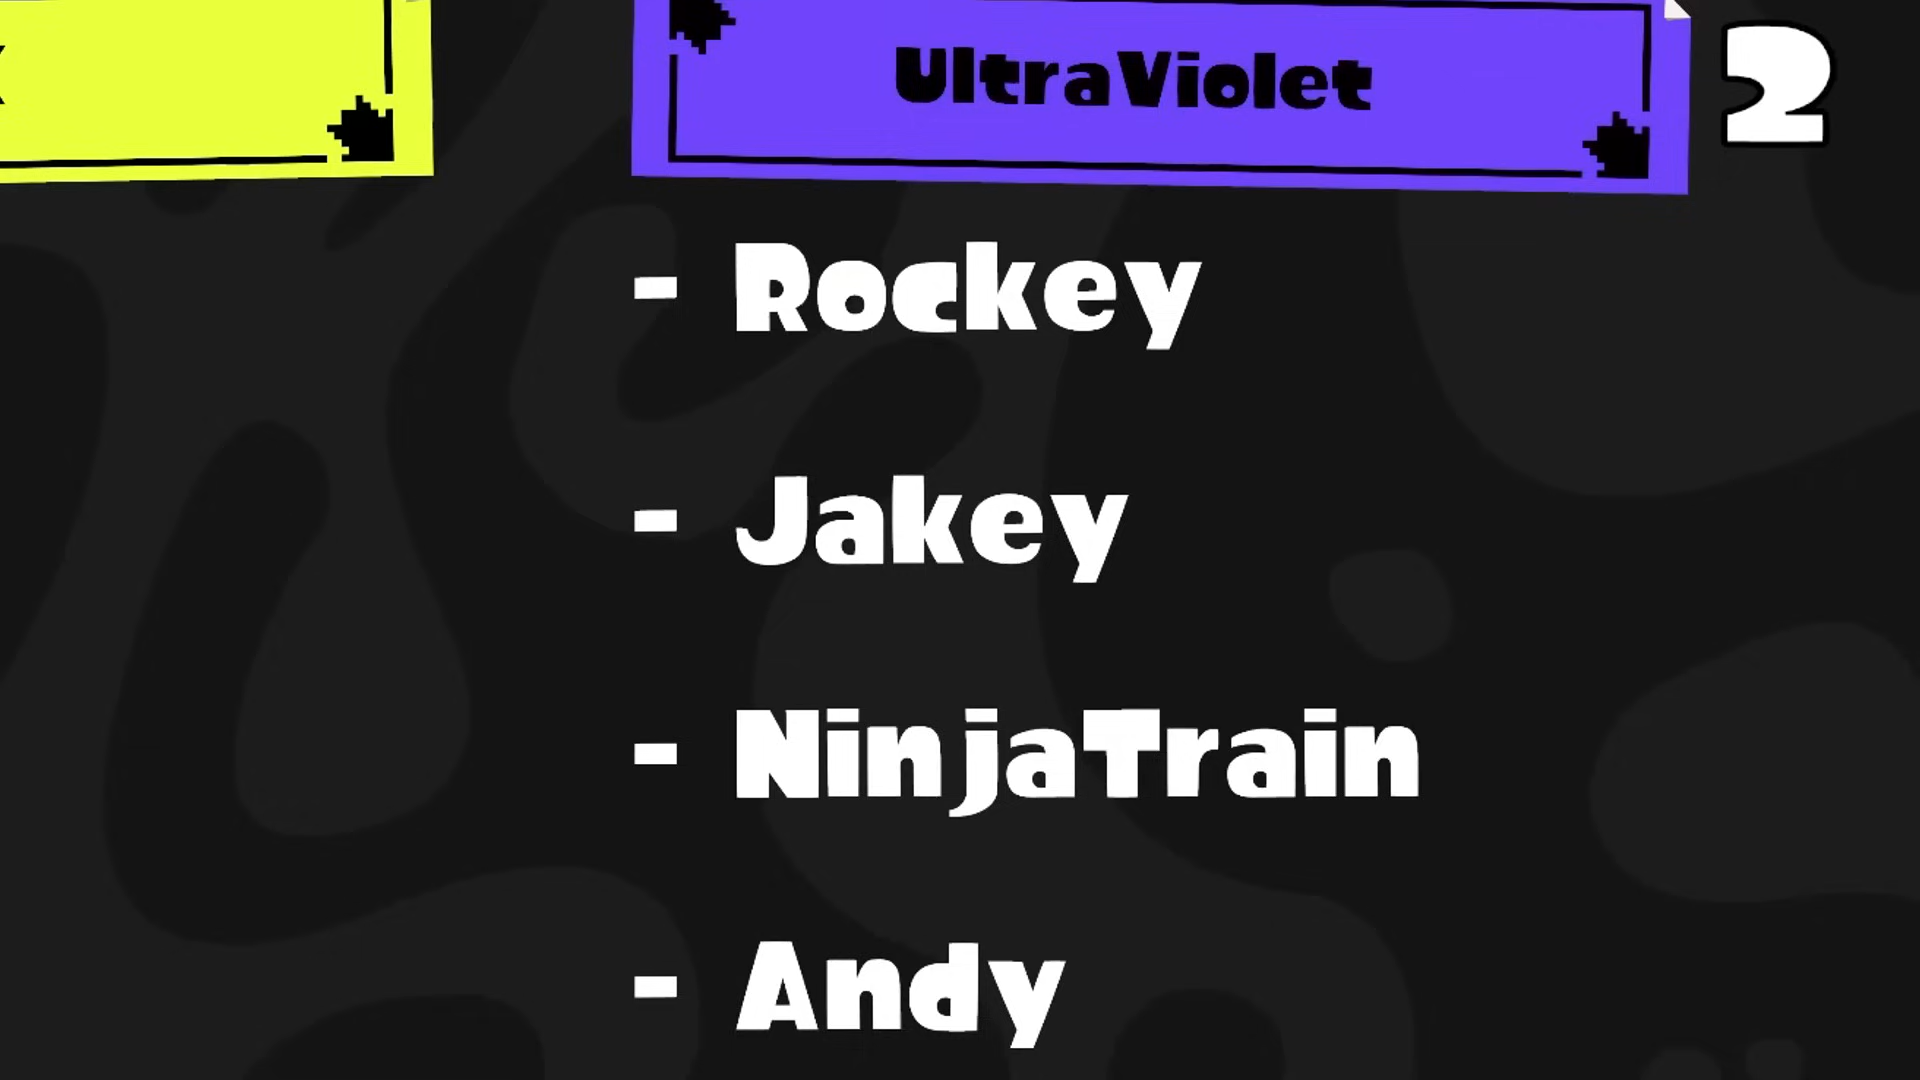 UltraViolet
2
- Rockey
- Jakey
- NinjaTrain
- Andy